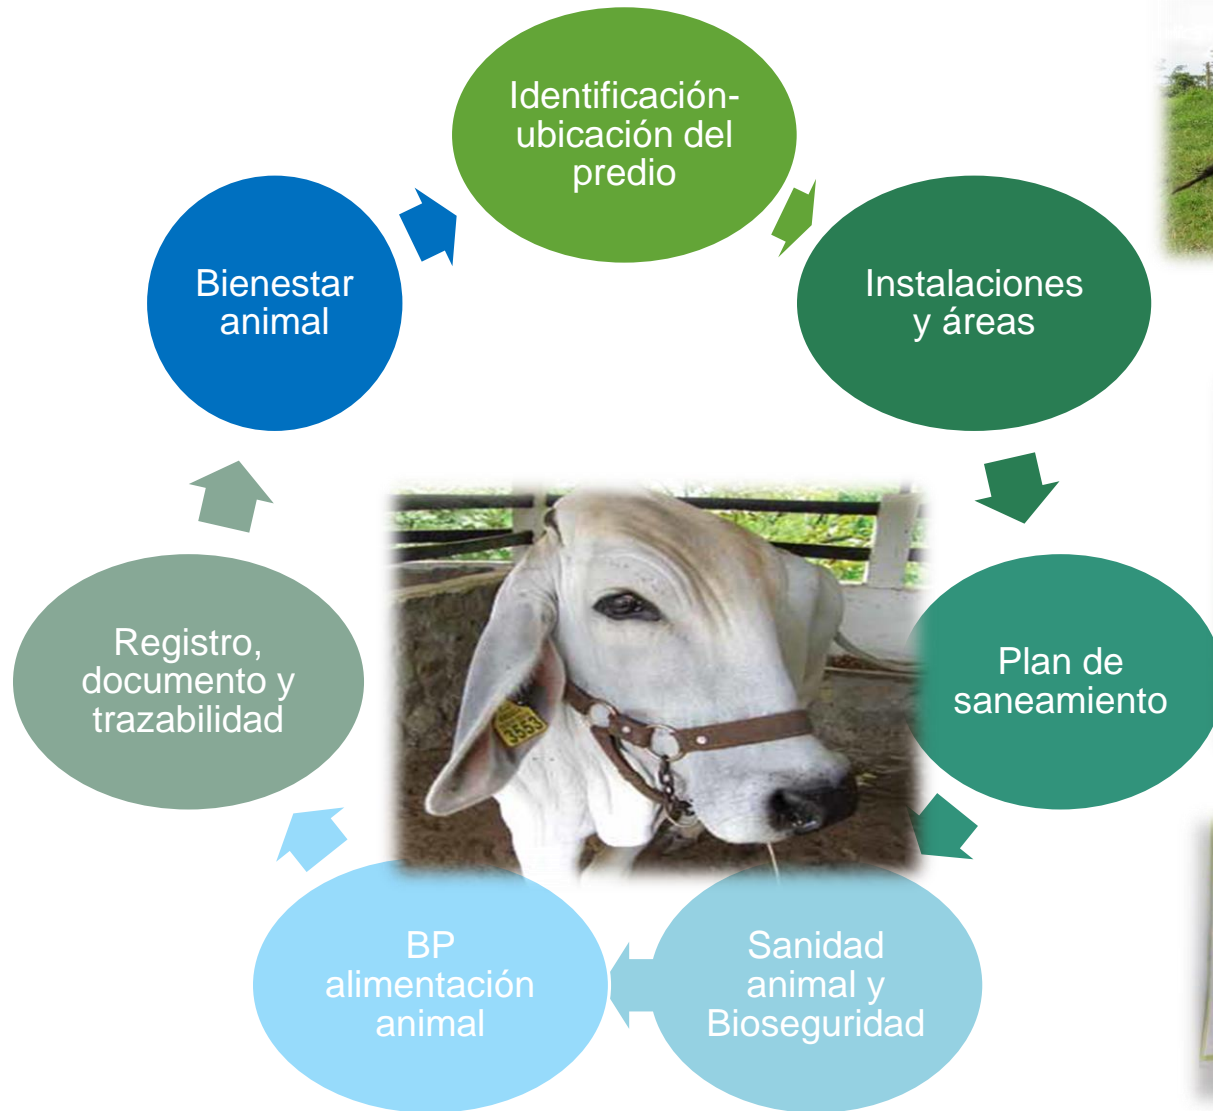 Identificación-
ubicación del
predio
Instalaciones
y áreas
Plan de
saneamiento
Sanidad
animal y
Bioseguridad
BP
alimentación
animal
Registro,
documento y
trazabilidad
Bienestar
animal
3553